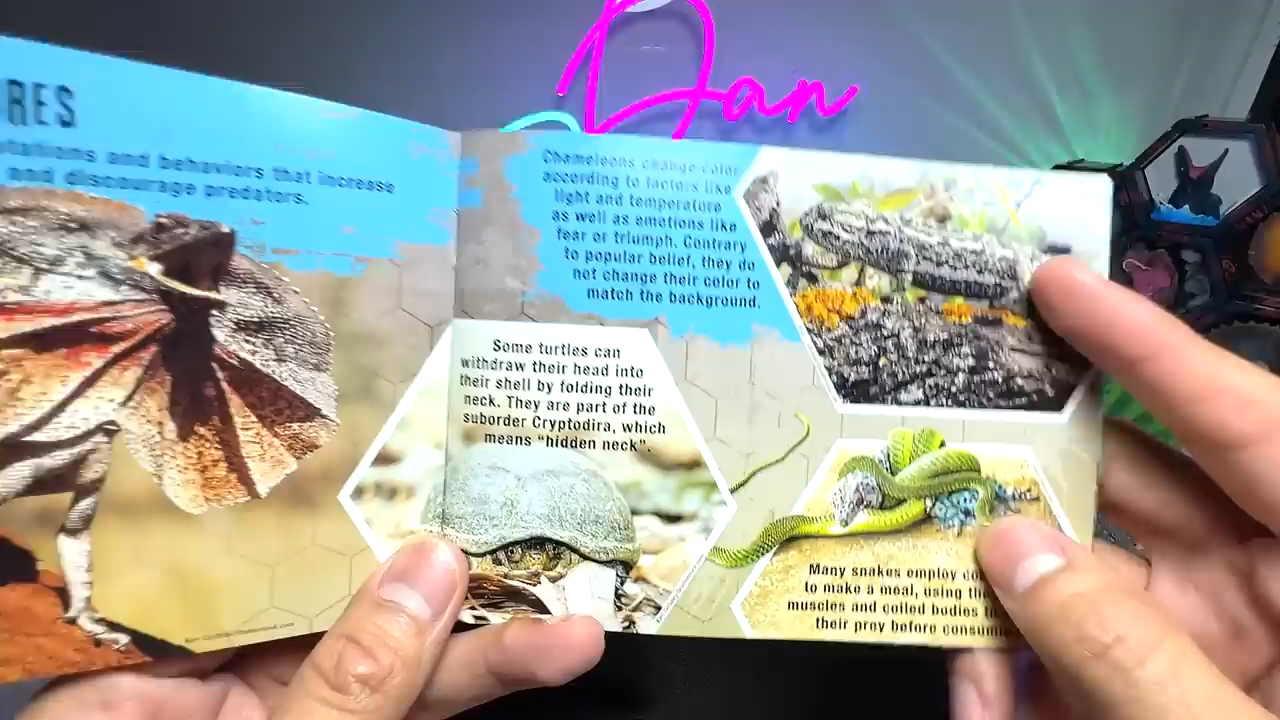 Dan
RES
tations and behaviors that increase
and discourage predators.
Chameleons change color
according to factors like
light and temperature
as well as emotions like
fear or triumph. Contrary
to popular belief, they do
not change their color to
match the background.
Some turtles can
withdraw their head into
their shell by folding their
neck. They are part of the
suborder Cryptodira, which
means “hidden neck”.
Many snakes employ co
to make a meal, using the
muscles and coiled bodies t
their prey before consumi